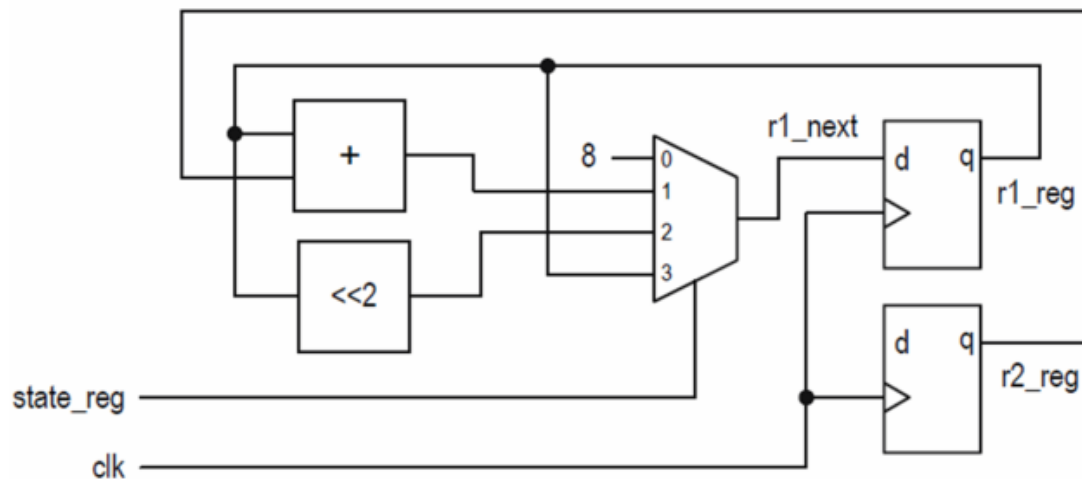 r1_next
8
0
1
2
3
+
<<2
d
q
r1_reg
d
q
r2_reg
state_reg
clk